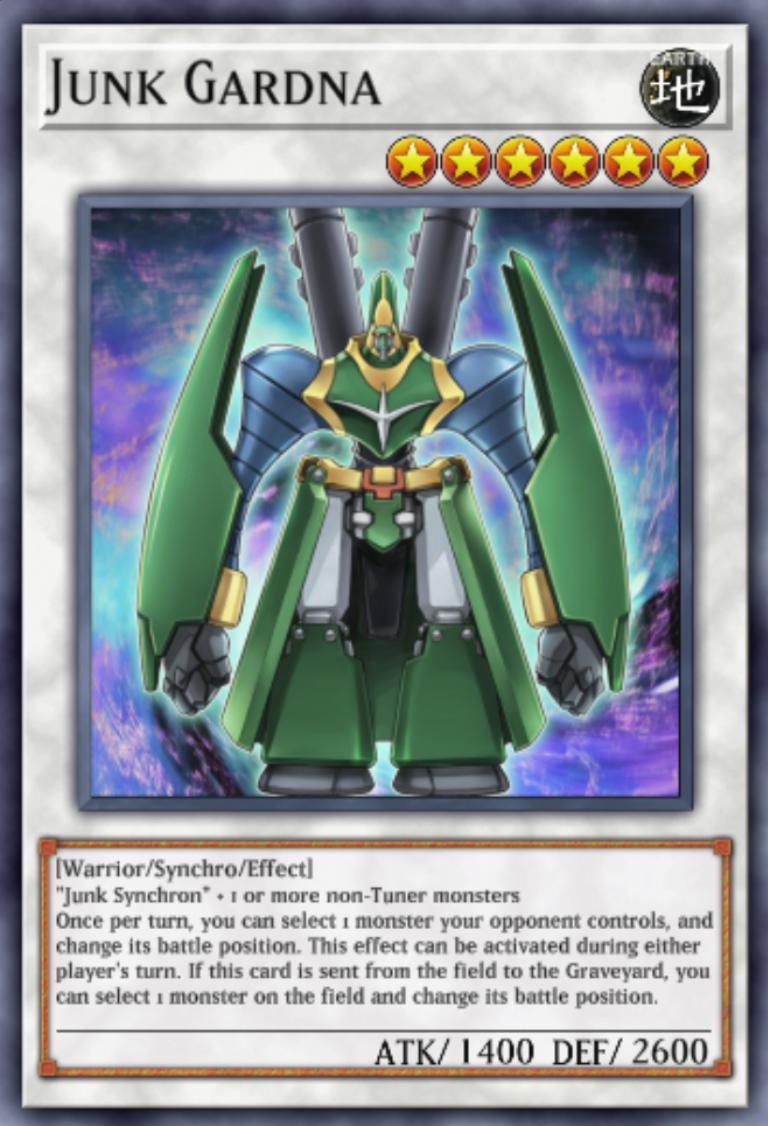 Junk Gardna
EARTH
地
[Warrior/Synchro/Effect]
"Junk Synchron" + 1 or more non-Tuner monsters
Once per turn, you can select 1 monster your opponent controls, and
change its battle position. This effect can be activated during either
player's turn. If this card is sent from the field to the Graveyard, you
can select 1 monster on the field and change its battle position.
ATK/ 1400 DEF/ 2600